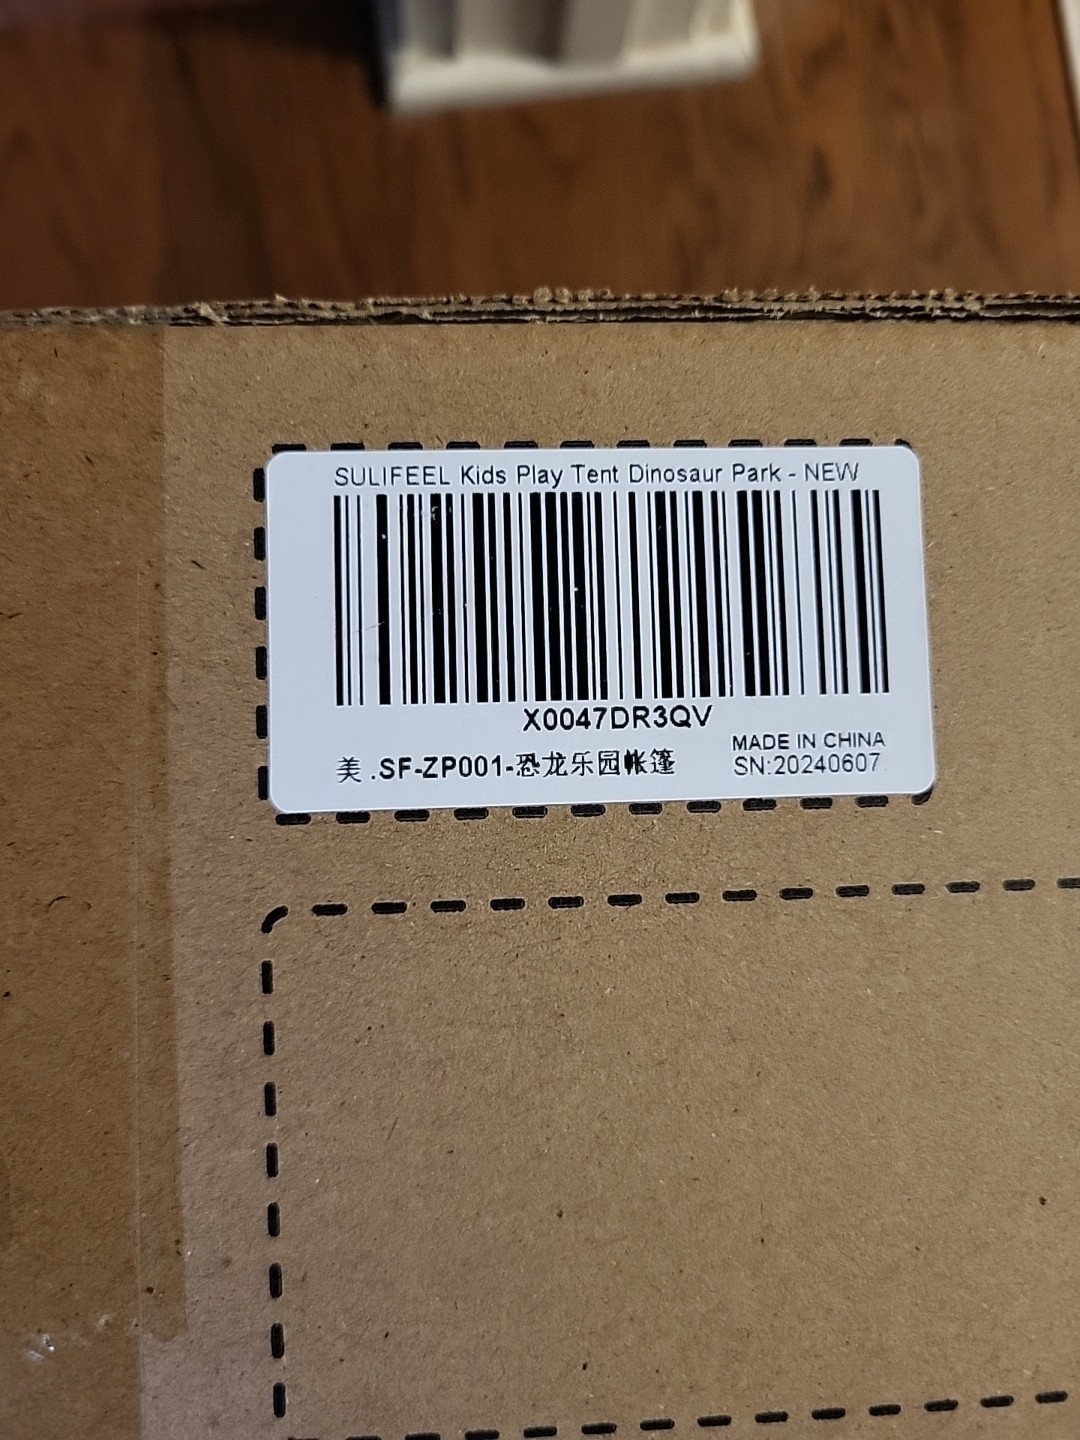 SULIFEEL Kids Play Tent Dinosaur Park - NEW
X0047DR3QV
美 .SF-ZP001-恐龙乐园帐篷
MADE IN CHINA
SN:20240607